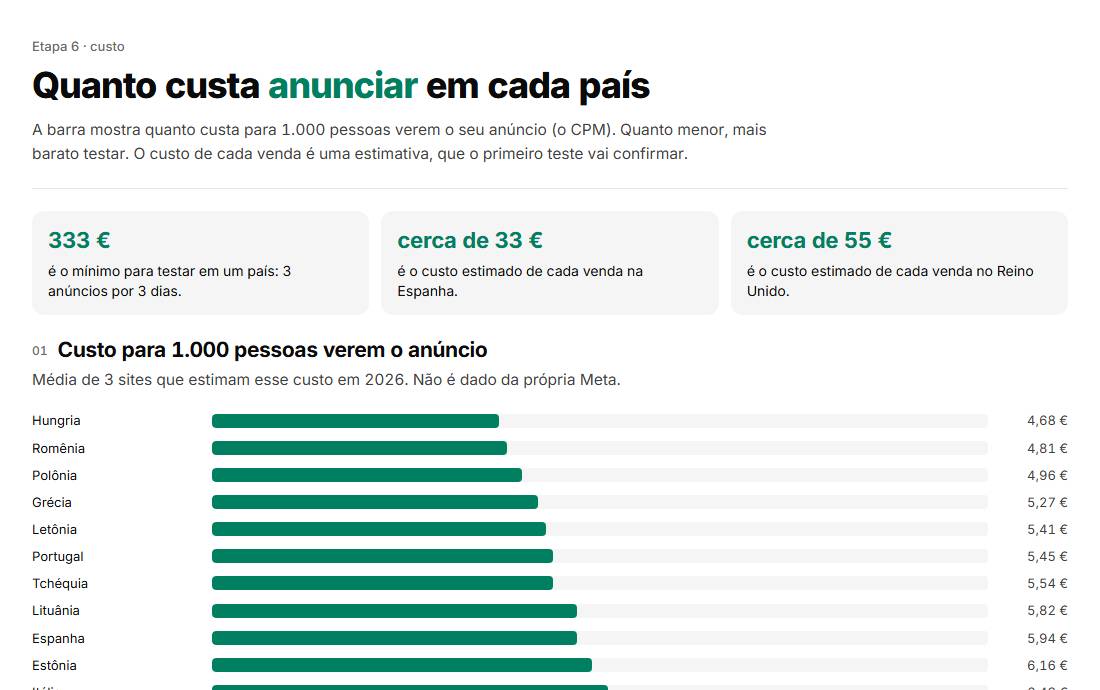 Etapa 6 · custo
Quanto custa anunciar em cada país
A barra mostra quanto custa para 1.000 pessoas verem o seu anúncio (o CPM). Quanto menor, mais
barato testar. O custo de cada venda é uma estimativa, que o primeiro teste vai confirmar.
333 €
é o mínimo para testar em um país: 3
anúncios por 3 dias.
cerca de 33 €
é o custo estimado de cada venda na
Espanha.
cerca de 55 €
é o custo estimado de cada venda no Reino
Unido.
01 Custo para 1.000 pessoas verem o anúncio
Média de 3 sites que estimam esse custo em 2026. Não é dado da própria Meta.
Hungria 4,68 €
Romênia 4,81 €
Polônia 4,96 €
Grécia 5,27 €
Letônia 5,41 €
Portugal 5,45 €
Tchéquia 5,54 €
Lituânia 5,82 €
Espanha 5,94 €
Estônia 6,16 €